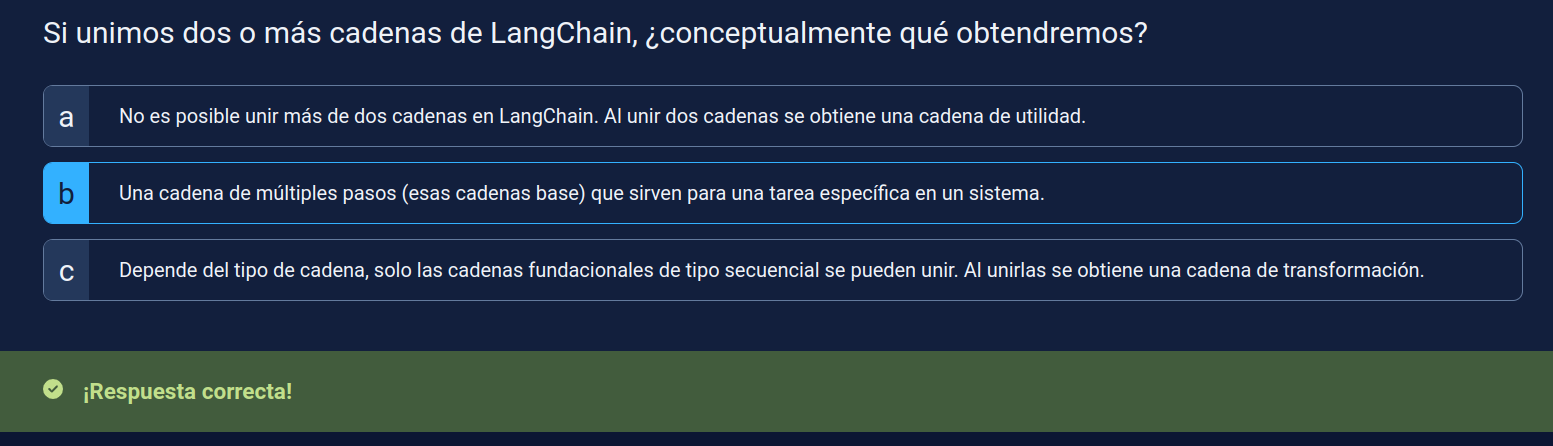 Si unimos dos o más cadenas de LangChain, ¿conceptualmente qué obtendremos?
a
No es posible unir más de dos cadenas en LangChain. Al unir dos cadenas se obtiene una cadena de utilidad.
b
Una cadena de múltiples pasos (esas cadenas base) que sirven para una tarea específica en un sistema.
c
Depende del tipo de cadena, solo las cadenas fundacionales de tipo secuencial se pueden unir. Al unirlas se obtiene una cadena de transformación.
¡Respuesta correcta!